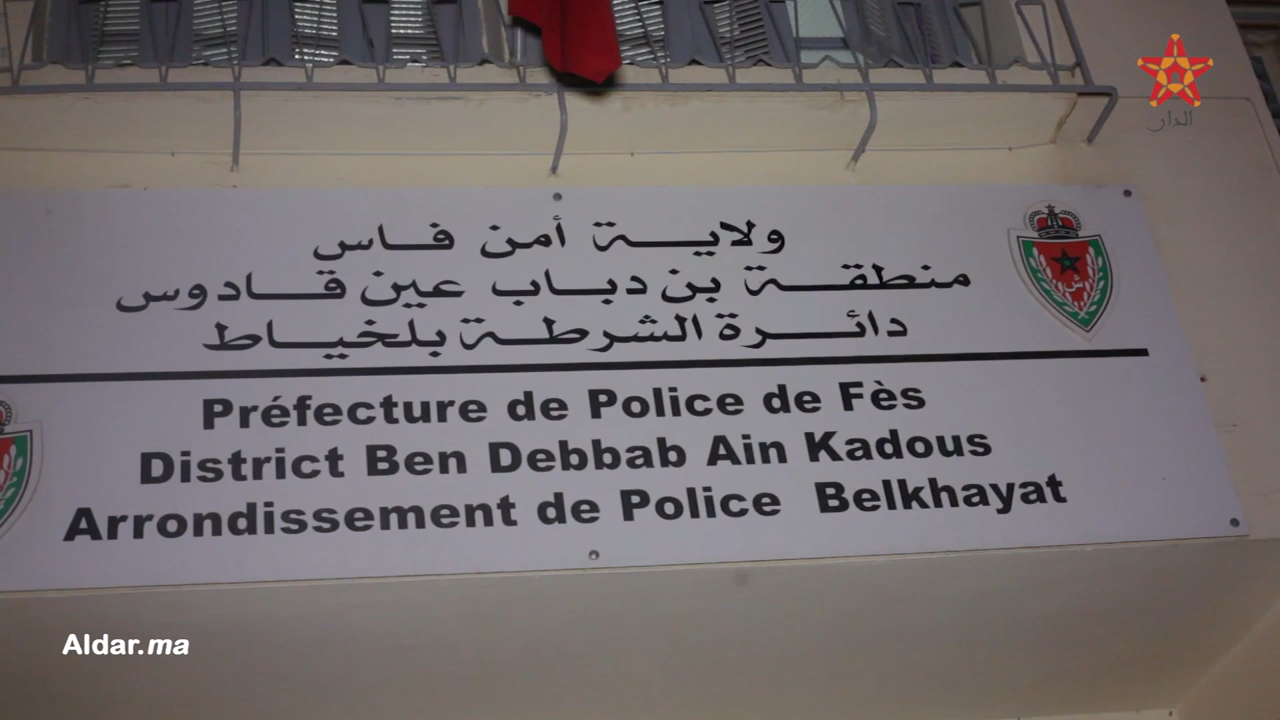 الدار
ولاية أمن فاس
منطقة بن دباب عين قادوس
دائرة الشرطة بلخياط
Préfecture de Police de Fès
District Ben Debbab Ain Kadous
Arrondissement de Police Belkhayat
Aldar.ma